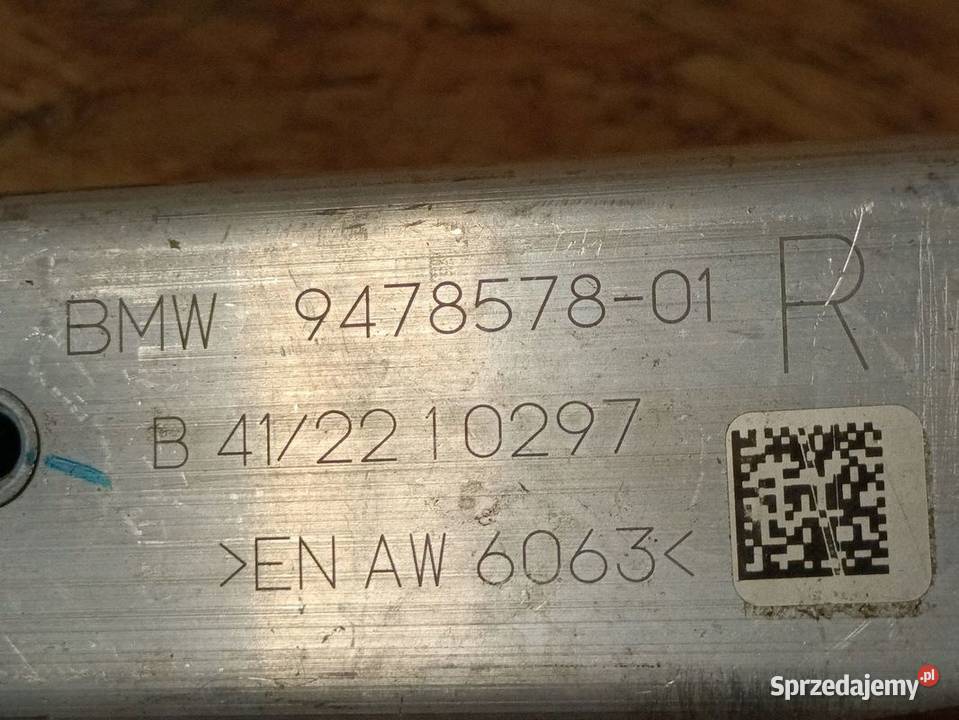 BMW 9478578-01 R
B 41/22 10297
>EN AW 6063<
Sprzedajemy.pl